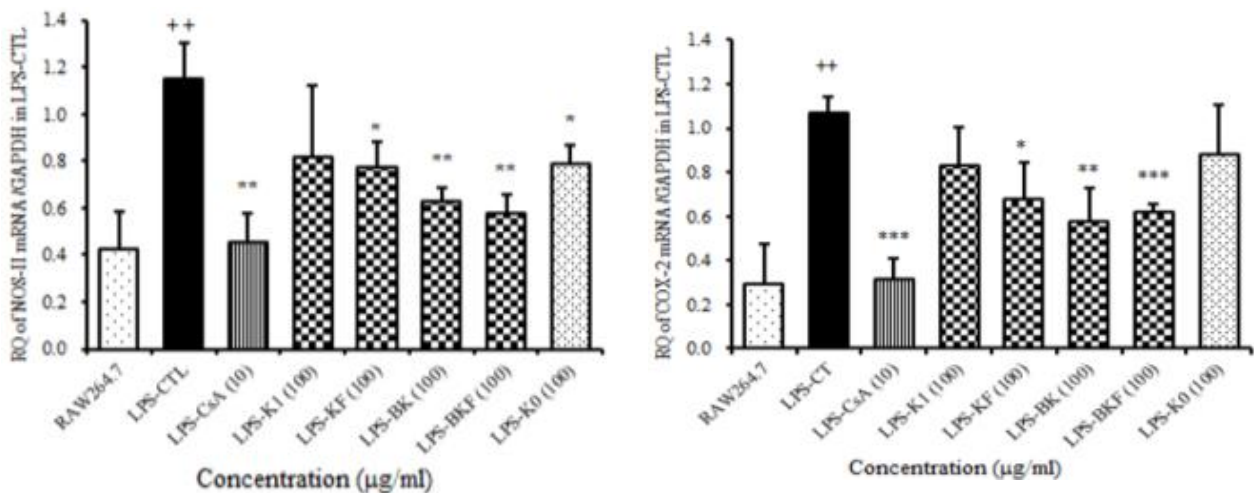 RQ of NOS-II mRNA/GAPDH in LPS-CTL
1.4
1.2
1.0
0.8
0.6
0.4
0.2
0.0
++
**
*
**
**
*
RAW264.7
LPS-CTL
LPS-CsA (10)
LPS-K1 (100)
LPS-KF (100)
LPS-BK (100)
LPS-BKF (100)
LPS-K0 (100)
Concentration (μg/ml)
RQ of COX-2 mRNA/GAPDH in LPS-CTL
1.4
1.2
1.0
0.8
0.6
0.4
0.2
0.0
++
***
*
**
***
RAW264.7
LPS-CT
LPS-CsA (10)
LPS-K1 (100)
LPS-KF (100)
LPS-BK (100)
LPS-BKF (100)
LPS-K0 (100)
Concentration (μg/ml)